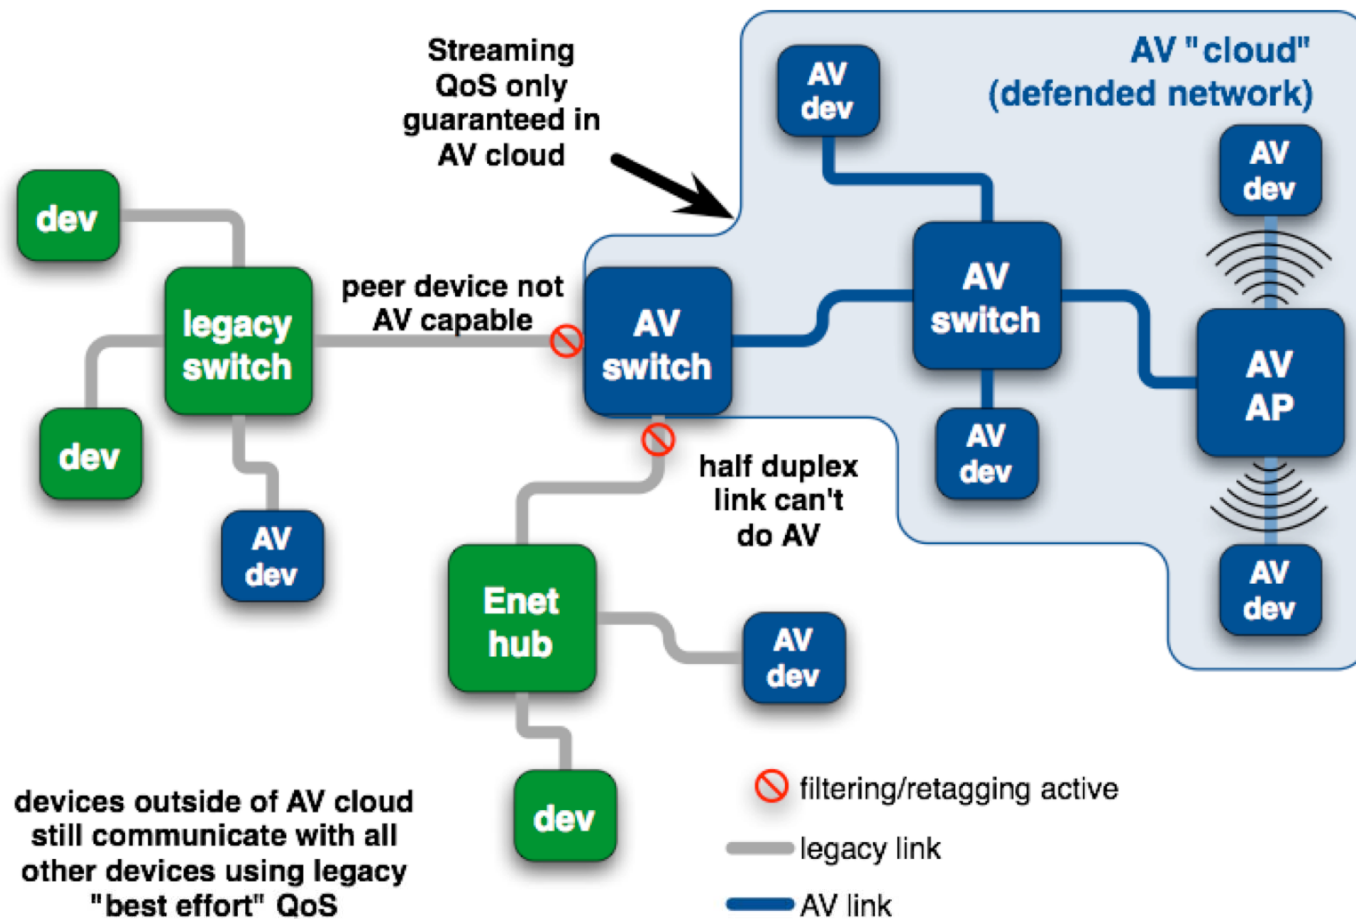 Streaming
QoS only
guaranteed in
AV cloud
AV "cloud"
(defended network)
AV
dev
AV
dev
dev
legacy
switch
peer device not
AV capable
AV
switch
AV
switch
AV
AP
dev
AV
dev
AV
dev
half duplex
link can't
do AV
AV
dev
Enet
hub
AV
dev
dev
devices outside of AV cloud
still communicate with all
other devices using legacy
"best effort" QoS
filtering/retagging active
legacy link
AV link